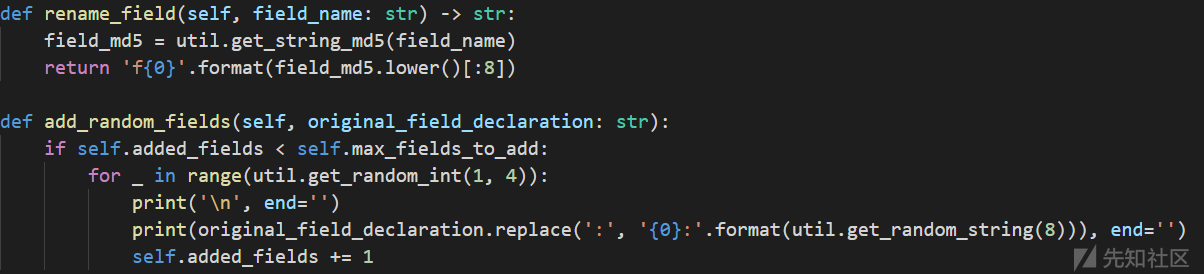 def rename_field(self, field_name: str) -> str:
    field_md5 = util.get_string_md5(field_name)
    return 'f{0}'.format(field_md5.lower()[:8])

def add_random_fields(self, original_field_declaration: str):
    if self.added_fields < self.max_fields_to_add:
        for _ in range(util.get_random_int(1, 4)):
            print('\n', end='')
            print(original_field_declaration.replace(':', '{0}:'.format(util.get_random_string(8))), end='')
            self.added_fields += 1
先知社区